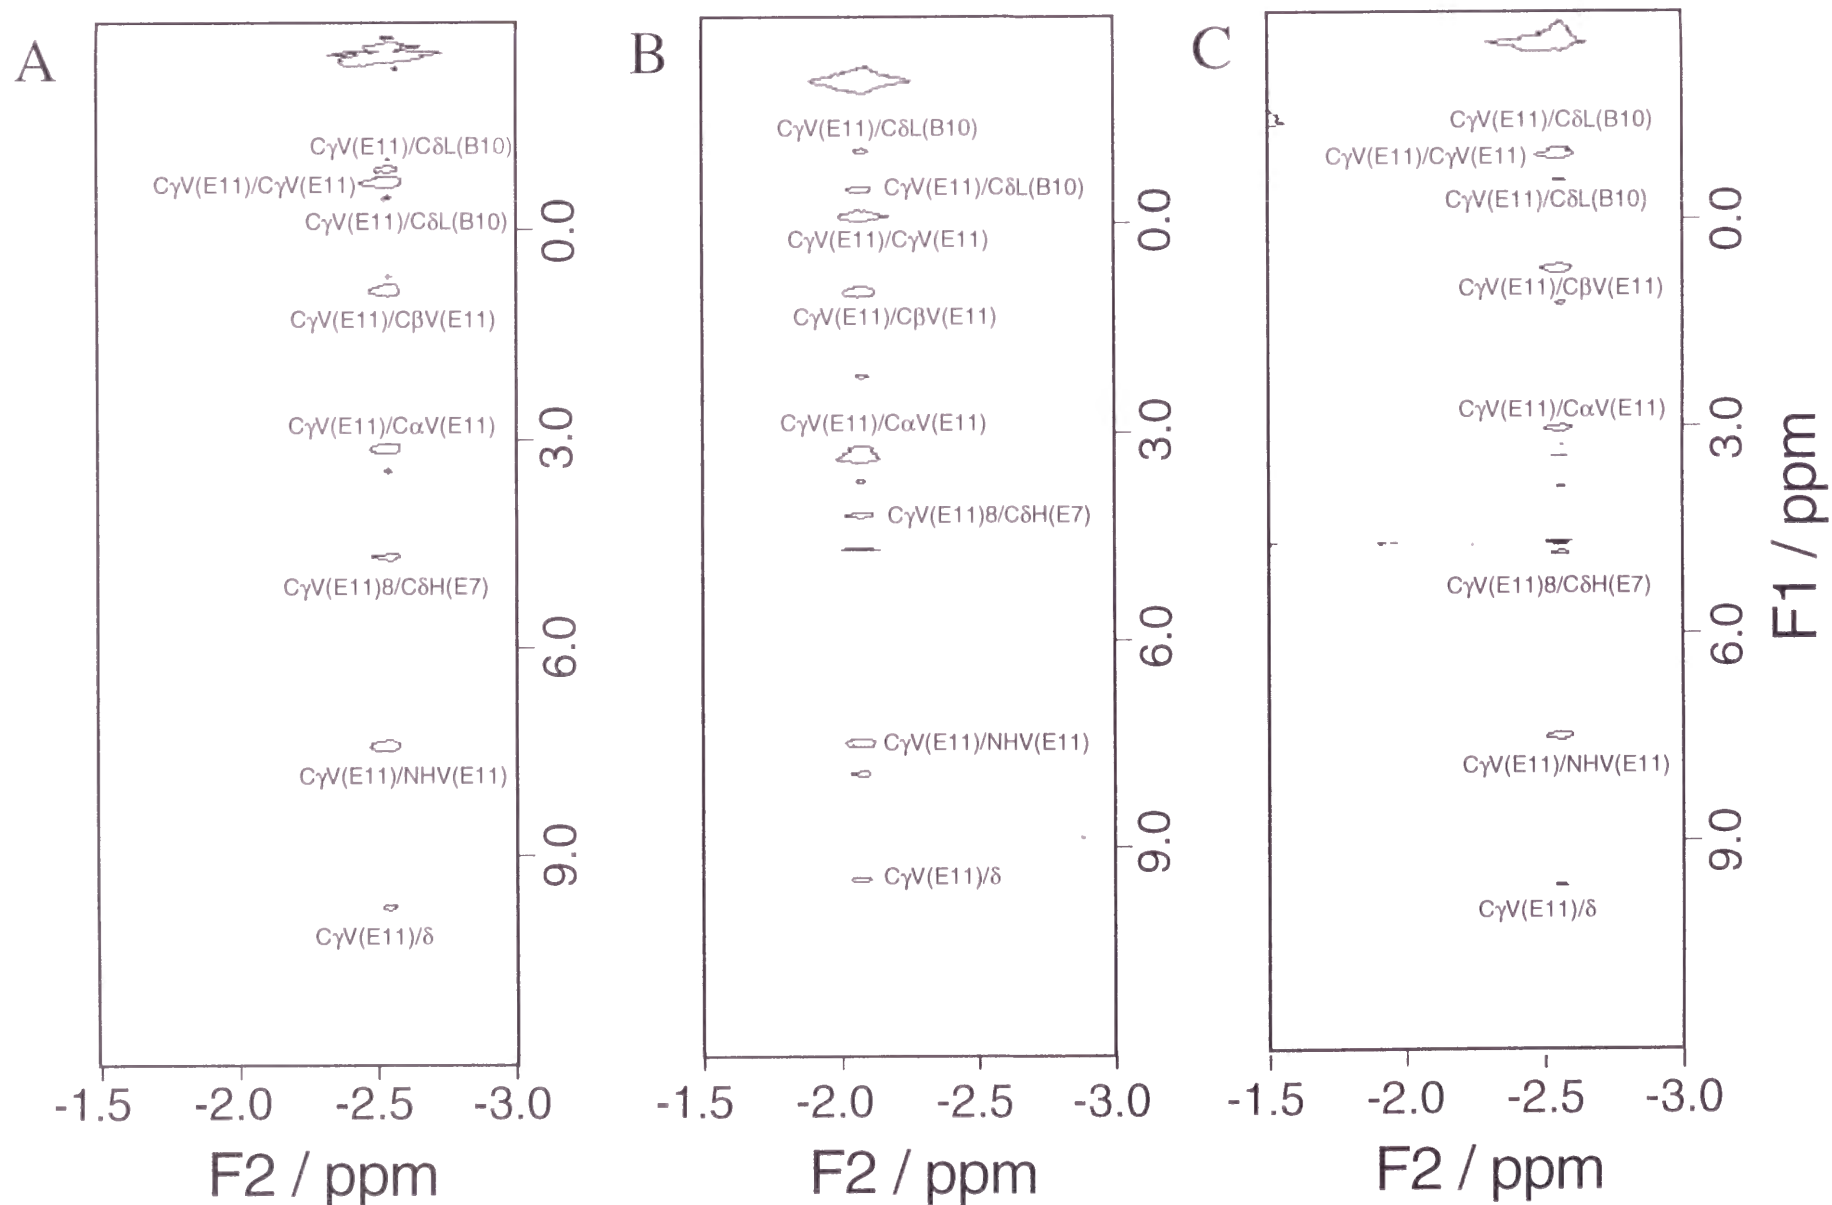 A
CγV(E11)/CδL(B10)
CγV(E11)/CγV(E11)
CγV(E11)/CδL(B10)
CγV(E11)/CβV(E11)
CγV(E11)/CαV(E11)
CγV(E11)8/CδH(E7)
CγV(E11)/NHV(E11)
CγV(E11)/δ
0.0
3.0
6.0
9.0
-1.5 -2.0 -2.5 -3.0
F2 / ppm
B
CγV(E11)/CδL(B10)
CγV(E11)/CδL(B10)
CγV(E11)/CγV(E11)
CγV(E11)/CβV(E11)
CγV(E11)/CαV(E11)
CγV(E11)8/CδH(E7)
CγV(E11)/NHV(E11)
CγV(E11)/δ
0.0
3.0
6.0
9.0
-1.5 -2.0 -2.5 -3.0
F2 / ppm
C
CγV(E11)/CδL(B10)
CγV(E11)/CγV(E11)
CγV(E11)/CδL(B10)
CγV(E11)/CβV(E11)
CγV(E11)/CαV(E11)
CγV(E11)8/CδH(E7)
CγV(E11)/NHV(E11)
CγV(E11)/δ
0.0
3.0
6.0
9.0
F1 / ppm
-1.5 -2.0 -2.5 -3.0
F2 / ppm